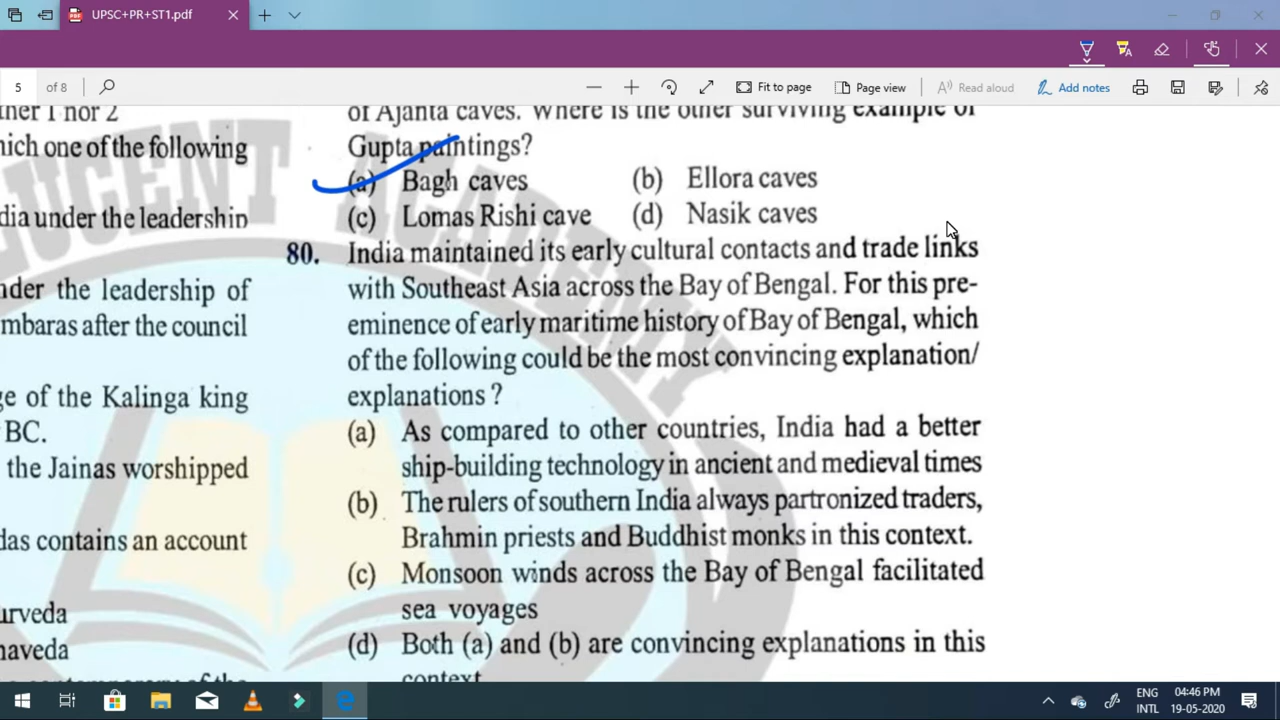 UPSC+PR+ST1.pdf
5 of 8
Fit to page
Page view
Read aloud
Add notes
ther 1 nor 2
hich one of the following
dia under the leadership
nder the leadership of
mbaras after the council
ge of the Kalinga king
BC.
the Jainas worshipped
das contains an account
urveda
naveda
of Ajanta caves. Where is the other surviving example of
Gupta paintings?
(a) Bagh caves (b) Ellora caves
(c) Lomas Rishi cave (d) Nasik caves
80. India maintained its early cultural contacts and trade links
with Southeast Asia across the Bay of Bengal. For this pre-
eminence of early maritime history of Bay of Bengal, which
of the following could be the most convincing explanation/
explanations ?
(a) As compared to other countries, India had a better
ship-building technology in ancient and medieval times
(b) The rulers of southern India always partronized traders,
Brahmin priests and Buddhist monks in this context.
(c) Monsoon winds across the Bay of Bengal facilitated
sea voyages
(d) Both (a) and (b) are convincing explanations in this
context
UCENT ACADEMY
ENG
INTL
04:46 PM
19-05-2020